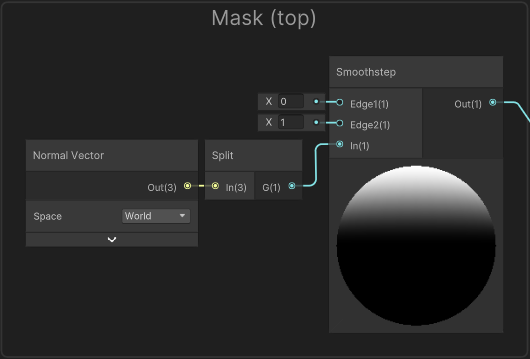 Mask (top)
Smoothstep
X 0
Edge1(1)
Out(1)
X 1
Edge2(1)
In(1)
Normal Vector
Split
Out(3)
In(3)
G(1)
Space
World